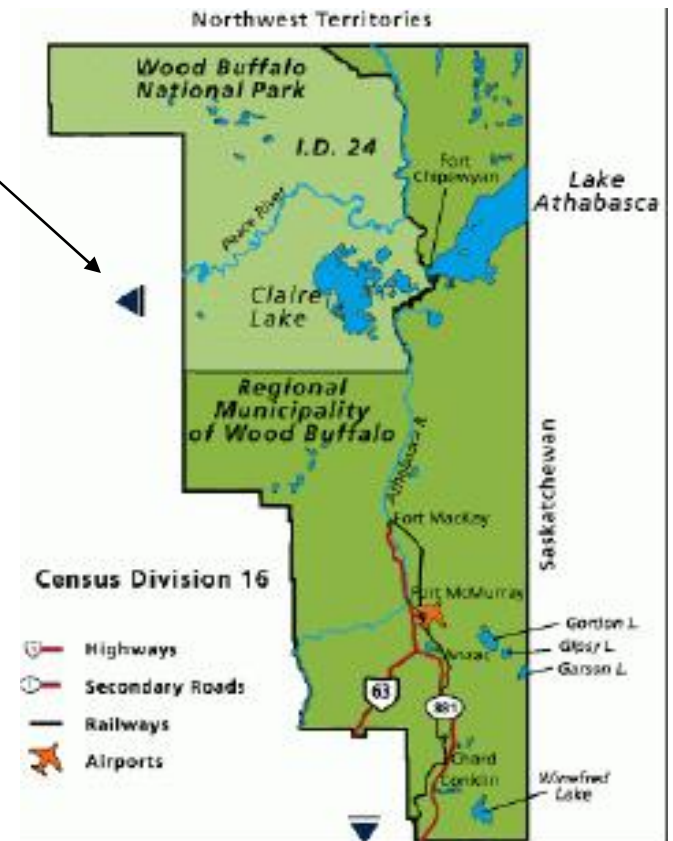 Northwest Territories
Wood Buffalo
National Park
I.D. 24
Fort
Chipewyan
Lake
Athabasca
Peace River
Claire
Lake
Regional
Municipality
of Wood Buffalo
Athabasca R
Saskatchewan
Fort MacKay
Census Division 16
Fort McMurray
Gordon L
Gipsy L
Garson L
Anzac
Highways
Secondary Roads
63
881
Railways
Airports
Chard
Conklin
Winefred
Lake